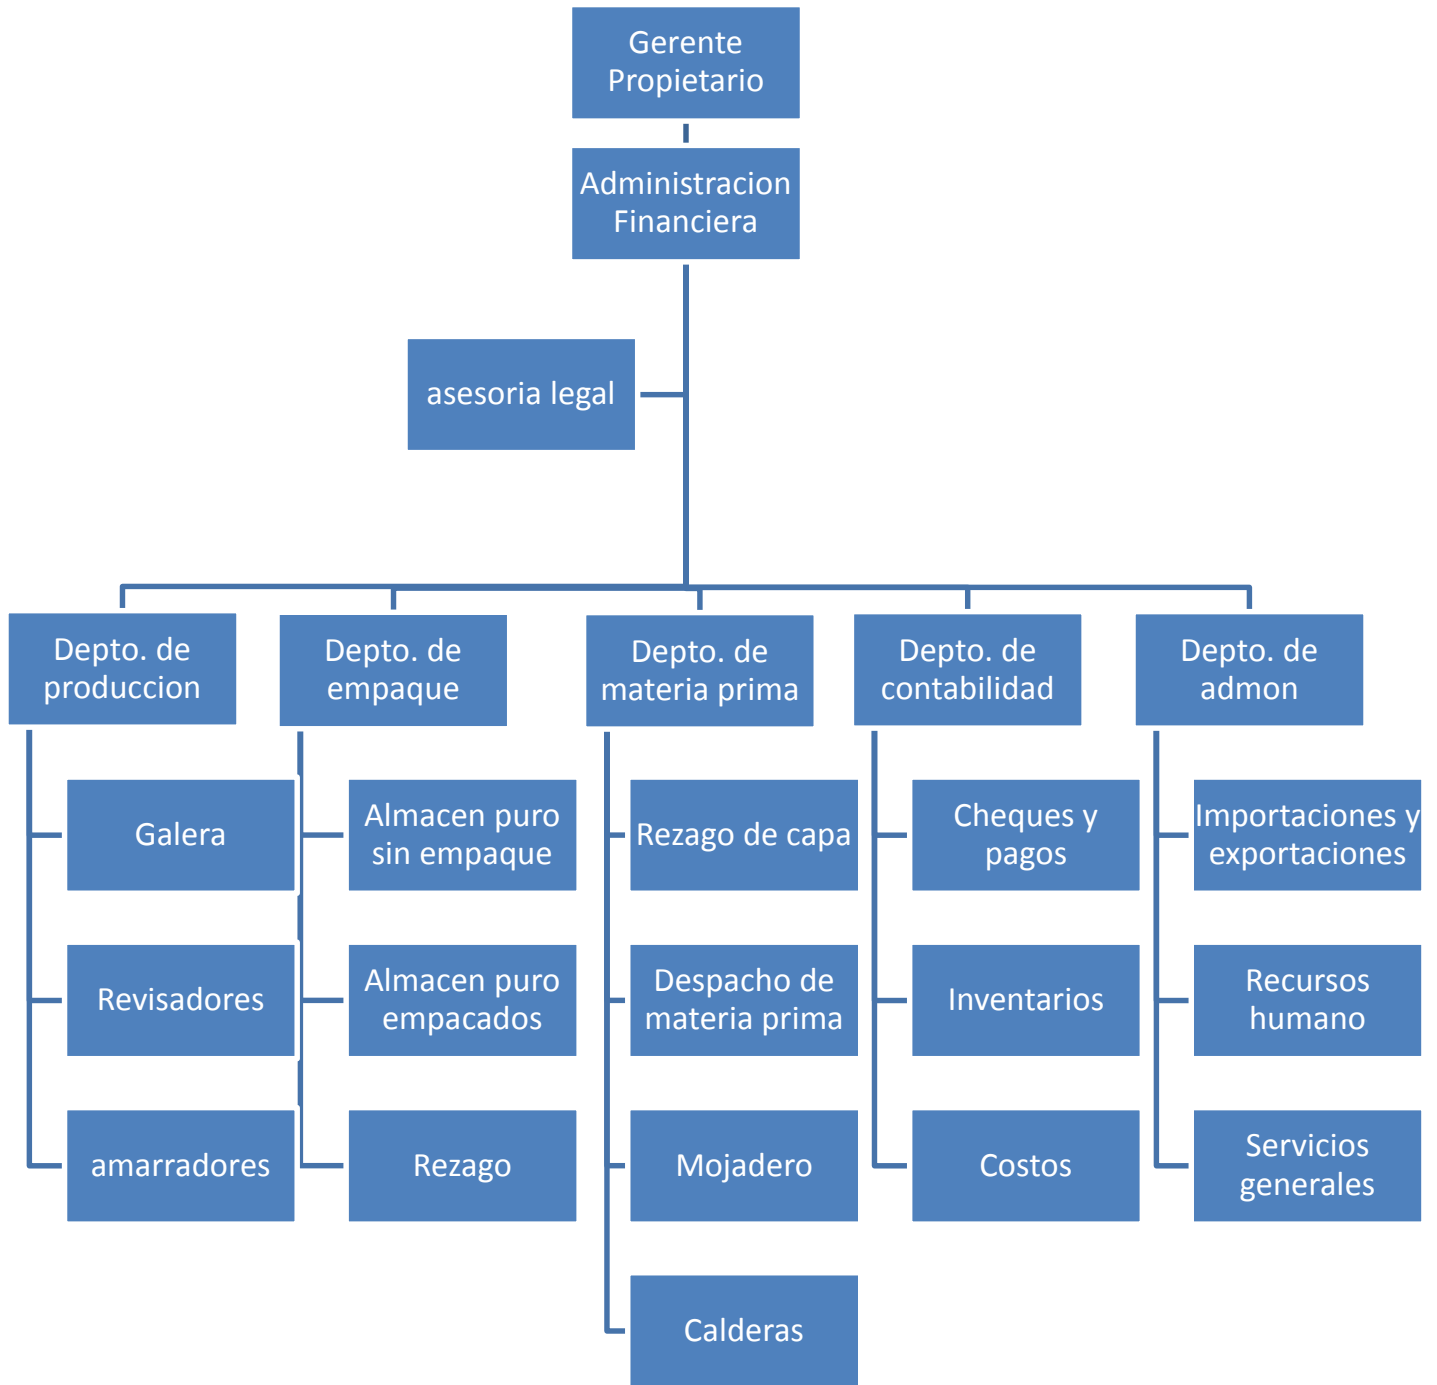 Gerente
Propietario
Administracion
Financiera
asesoria legal
Depto. de
produccion
Depto. de
empaque
Depto. de
materia prima
Depto. de
contabilidad
Depto. de
admon
Galera
Almacen puro
sin empaque
Rezago de capa
Cheques y
pagos
Importaciones y
exportaciones
Revisadores
Almacen puro
empacados
Despacho de
materia prima
Inventarios
Recursos
humano
amarradores
Rezago
Mojadero
Costos
Servicios
generales
Calderas